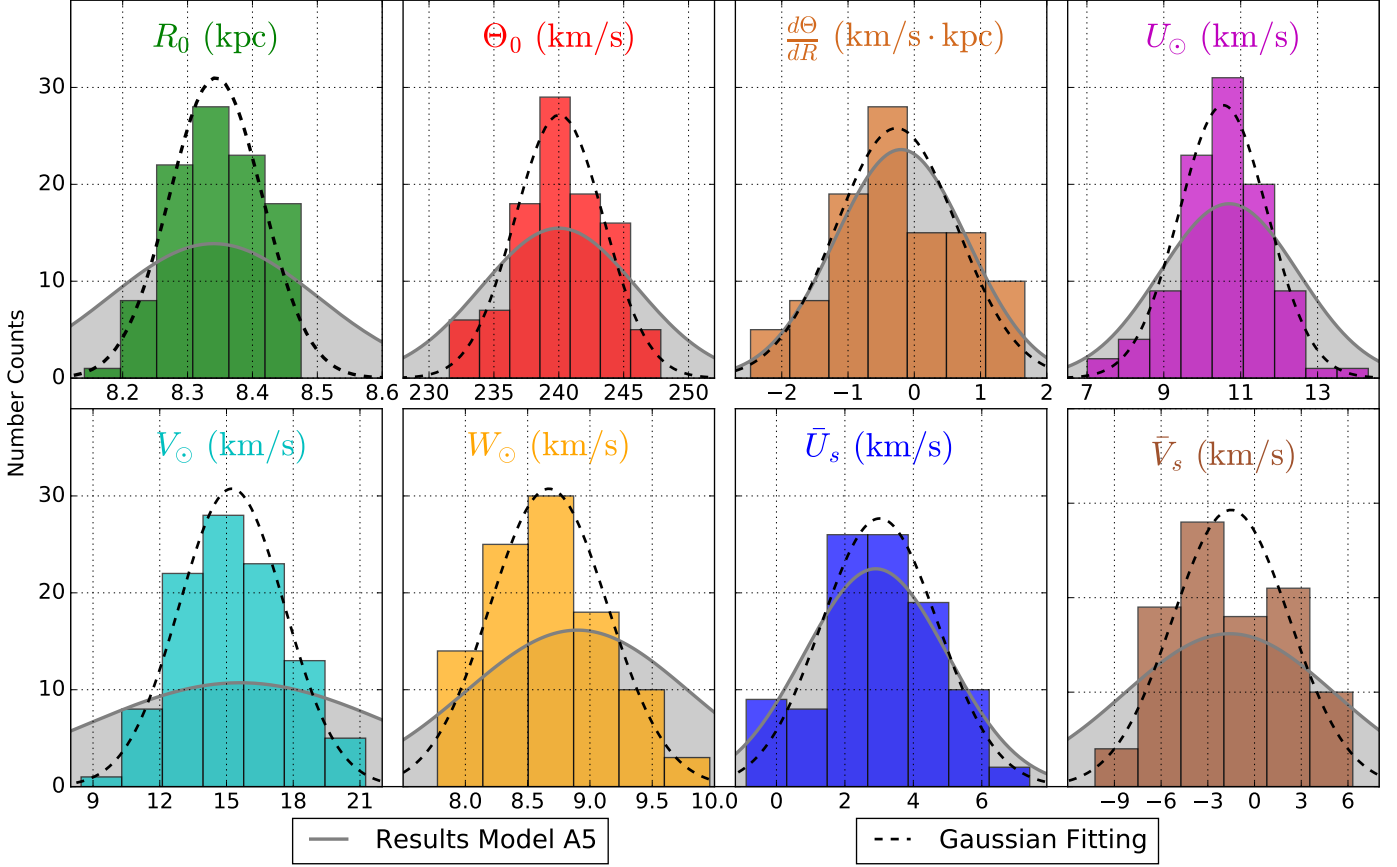 R₀ (kpc)
Θ₀ (km/s)
dΘ/dR (km/s · kpc)
U⊙ (km/s)
30
20
10
0
8.2 8.3 8.4 8.5 8.6
230 235 240 245 250
−2 −1 0 1 2
7 9 11 13
Number Counts
V⊙ (km/s)
W⊙ (km/s)
Ūₛ (km/s)
V̄ₛ (km/s)
30
20
10
0
9 12 15 18 21
8.0 8.5 9.0 9.5 10.0
0 2 4 6
−9 −6 −3 0 3 6
Results Model A5
Gaussian Fitting